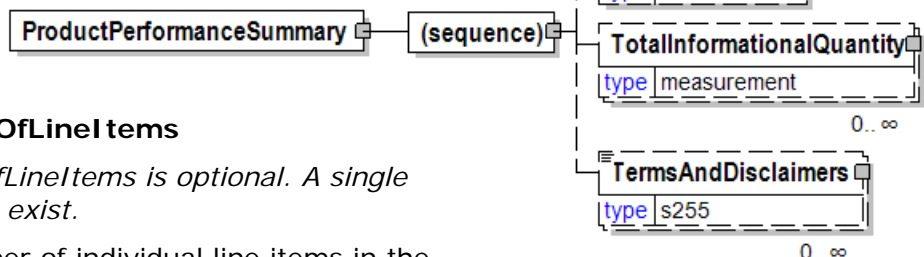 ProductPerformanceSummary
(sequence)
TotalInformationalQuantity
type measurement
0.. ∞
OfLineItems
fLineItems is optional. A single
exist.
TermsAndDisclaimers
type s255
er of individual line items in the
0 ∞